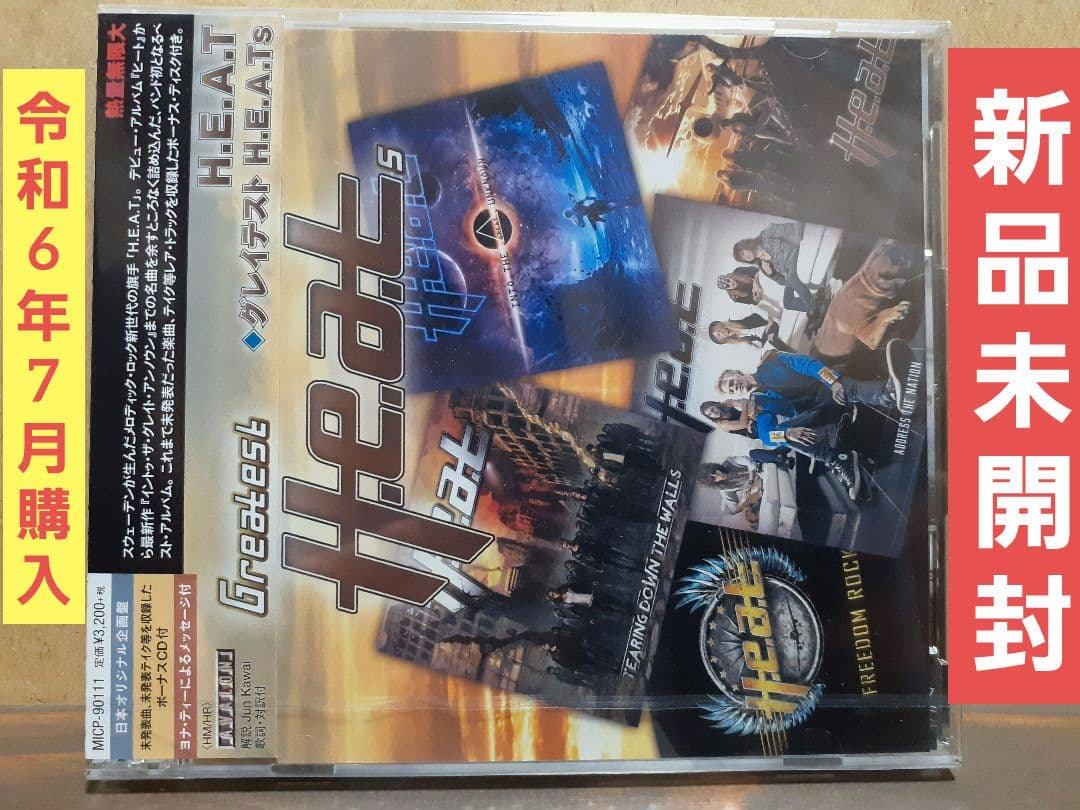 令和6年7月購入
新品未開封
熱量無限大
スウェーデンが生んだメロディック・ロック新世代の旗手「H.E.A.T」。デビュー・アルバム『ヒート』か
ら最新作『イントゥ・ザ・グレイト・アンノウン』までの名曲を余すところなく詰め込んだ、バンド初となるベ
スト・アルバム。これまで未発表だった楽曲、テイク等レア・トラックを収録したボーナス・ディスク付き。
MICP-90111 定価¥3,200+税
日本オリジナル企画盤
未発表曲、未発表テイク等を収録した
ボーナスCD付
ヨナ・ティーによるメッセージ付
H.E.A.T
◆グレイテスト H.E.A.Ts
〈HM/HR〉
AVALON
解説 Jun Kawai
歌詞・対訳付
Greatest
H.e.a.t s
H.e.a.t
INTO THE GREAT UNKNOWN
H.e.a.t
H.e.a.t
TEARING DOWN THE WALLS
H.e.a.t
ADDRESS THE NATION
H.e.a.t
FREEDOM ROCK